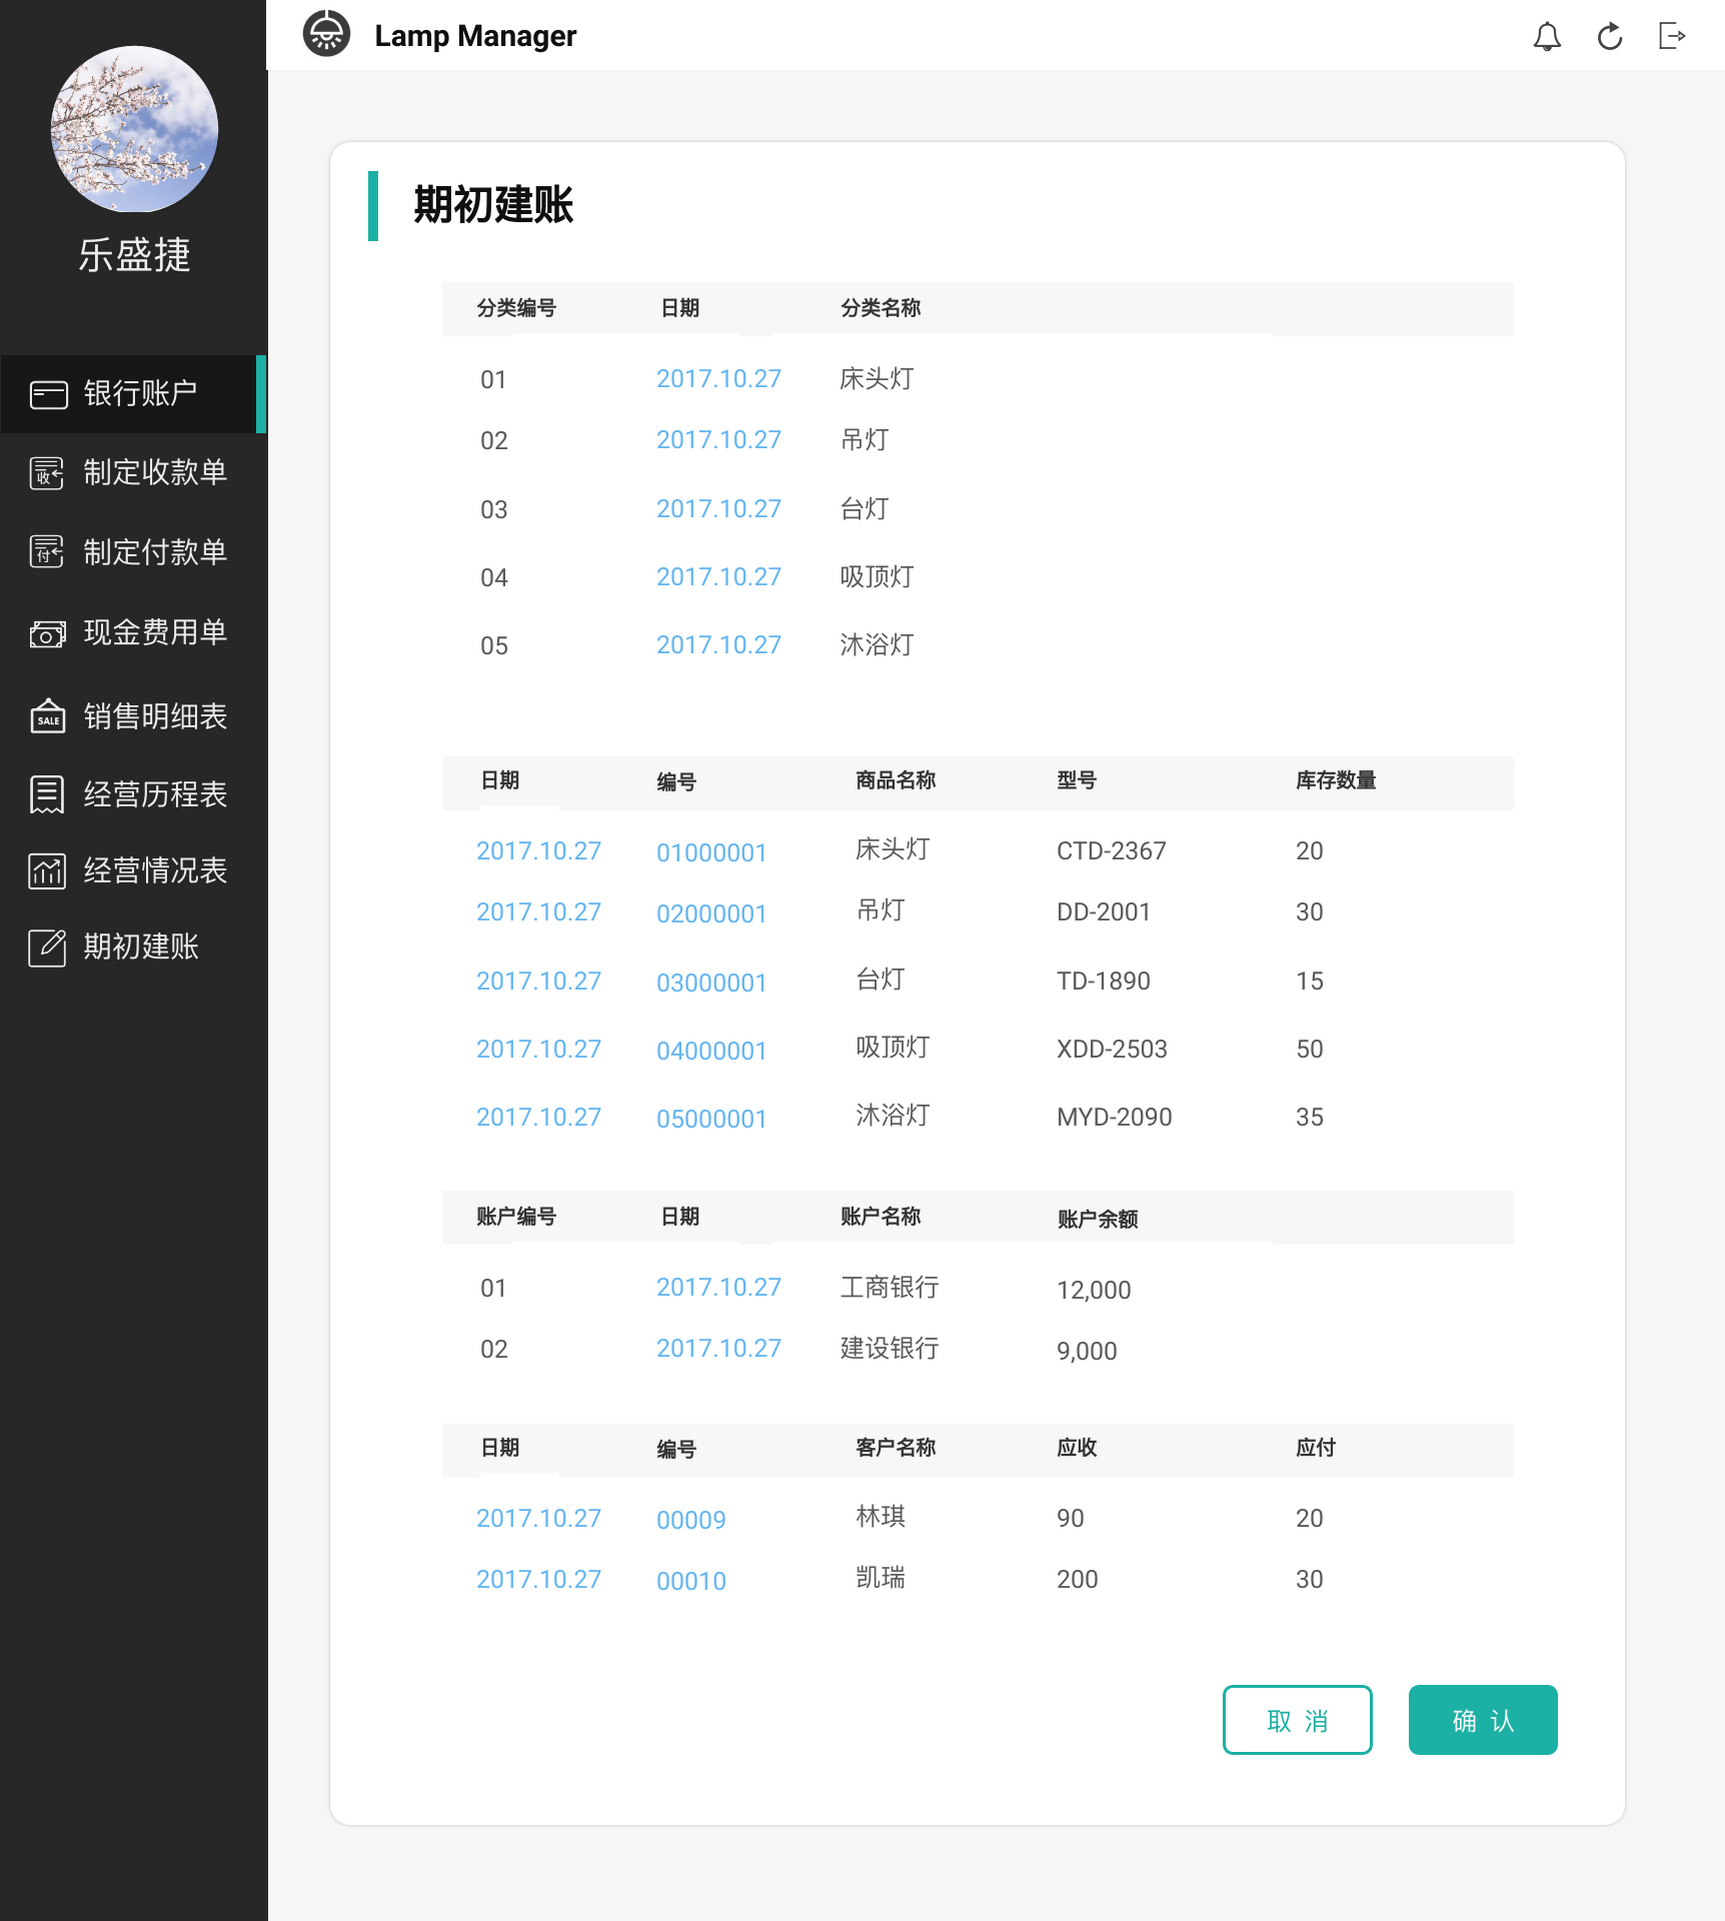 Lamp Manager
乐盛捷
银行账户
收
制定收款单
付
制定付款单
现金费用单
SALE
销售明细表
经营历程表
经营情况表
期初建账
期初建账
分类编号 日期 分类名称
01 2017.10.27 床头灯
02 2017.10.27 吊灯
03 2017.10.27 台灯
04 2017.10.27 吸顶灯
05 2017.10.27 沐浴灯
日期 编号 商品名称 型号 库存数量
2017.10.27 01000001 床头灯 CTD-2367 20
2017.10.27 02000001 吊灯 DD-2001 30
2017.10.27 03000001 台灯 TD-1890 15
2017.10.27 04000001 吸顶灯 XDD-2503 50
2017.10.27 05000001 沐浴灯 MYD-2090 35
账户编号 日期 账户名称 账户余额
01 2017.10.27 工商银行 12,000
02 2017.10.27 建设银行 9,000
日期 编号 客户名称 应收 应付
2017.10.27 00009 林琪 90 20
2017.10.27 00010 凯瑞 200 30
取 消 确 认